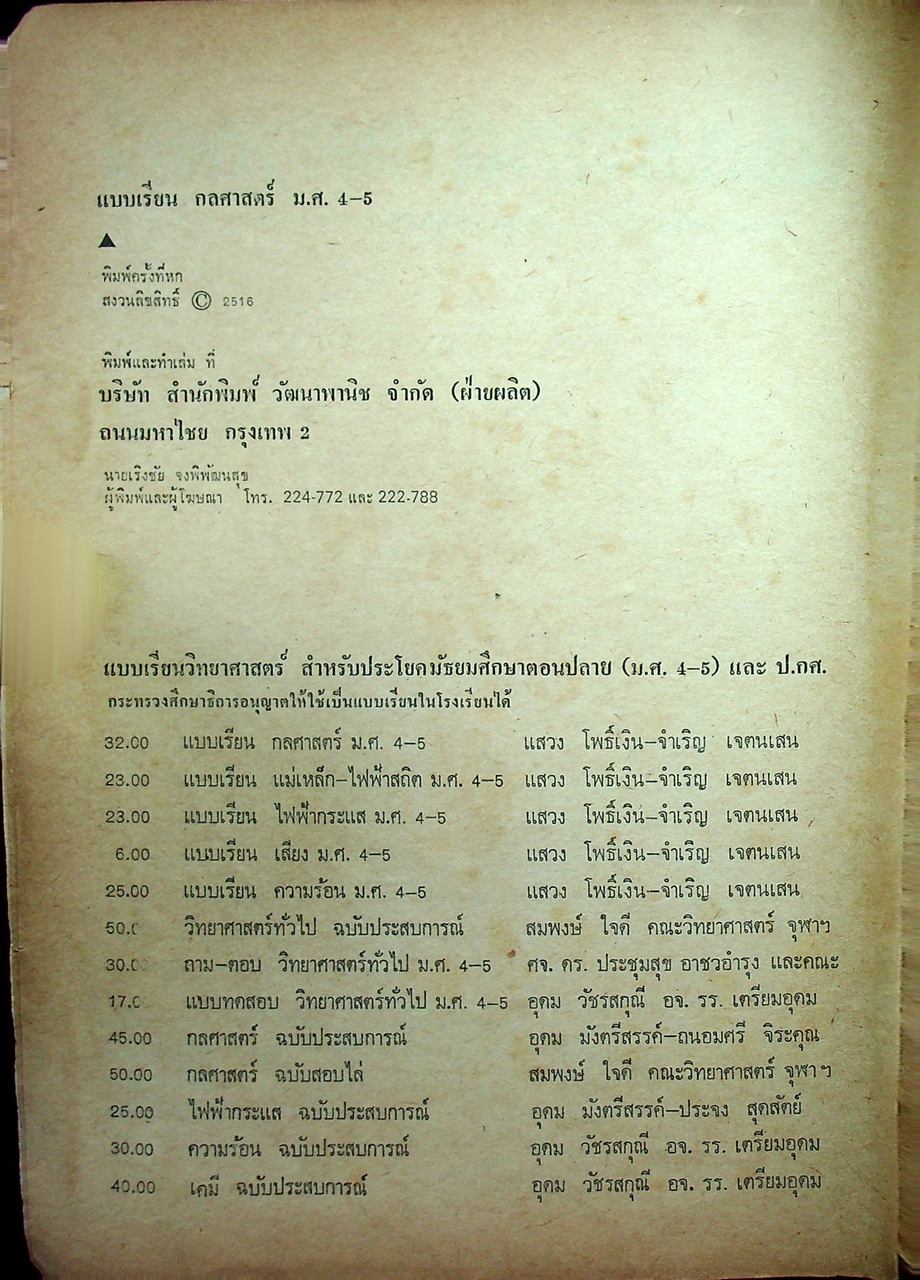 แบบเรียน กลศาสตร์ ม.ศ. 4–5
▲
พิมพ์ครั้งที่หก
สงวนลิขสิทธิ์ © 2516
พิมพ์และทำเล่ม ที่
บริษัท สำนักพิมพ์ วัฒนาพานิช จำกัด (ฝ่ายผลิต)
ถนนมหาไชย กรุงเทพ 2
นายเริงชัย จงพิพัฒนสุข
ผู้พิมพ์และผู้โฆษณา โทร. 224-772 และ 222-788
แบบเรียนวิทยาศาสตร์ สำหรับประโยคมัธยมศึกษาตอนปลาย (ม.ศ. 4–5) และ ป.กศ.
กระทรวงศึกษาธิการอนุญาตให้ใช้เป็นแบบเรียนในโรงเรียนได้
32.00 แบบเรียน กลศาสตร์ ม.ศ. 4–5 แสวง โพธิ์เงิน–จำเริญ เจตนเสน
23.00 แบบเรียน แม่เหล็ก–ไฟฟ้าสถิต ม.ศ. 4–5 แสวง โพธิ์เงิน–จำเริญ เจตนเสน
23.00 แบบเรียน ไฟฟ้ากระแส ม.ศ. 4–5 แสวง โพธิ์เงิน–จำเริญ เจตนเสน
6.00 แบบเรียน เสียง ม.ศ. 4–5 แสวง โพธิ์เงิน–จำเริญ เจตนเสน
25.00 แบบเรียน ความร้อน ม.ศ. 4–5 แสวง โพธิ์เงิน–จำเริญ เจตนเสน
วิทยาศาสตร์ทั่วไป ฉบับประสบการณ์ สมพงษ์ ใจดี คณะวิทยาศาสตร์ จุฬาฯ
ถาม–ตอบ วิทยาศาสตร์ทั่วไป ม.ศ. 4–5 ศจ. ดร. ประชุมสุข อาชวอำรุง และคณะ
แบบทดสอบ วิทยาศาสตร์ทั่วไป ม.ศ. 4–5 อุดม วัชรสกุณี อจ. รร. เตรียมอุดม
45.00 กลศาสตร์ ฉบับประสบการณ์ อุดม มังตรีสรรค์–ถนอมศรี จิระคุณ
50.00 กลศาสตร์ ฉบับสอบไล่ สมพงษ์ ใจดี คณะวิทยาศาสตร์ จุฬาฯ
25.00 ไฟฟ้ากระแส ฉบับประสบการณ์ อุดม มังตรีสรรค์–ประจง สุดสัตย์
30.00 ความร้อน ฉบับประสบการณ์ อุดม วัชรสกุณี อจ. รร. เตรียมอุดม
40.00 เคมี ฉบับประสบการณ์ อุดม วัชรสกุณี อจ. รร. เตรียมอุดม